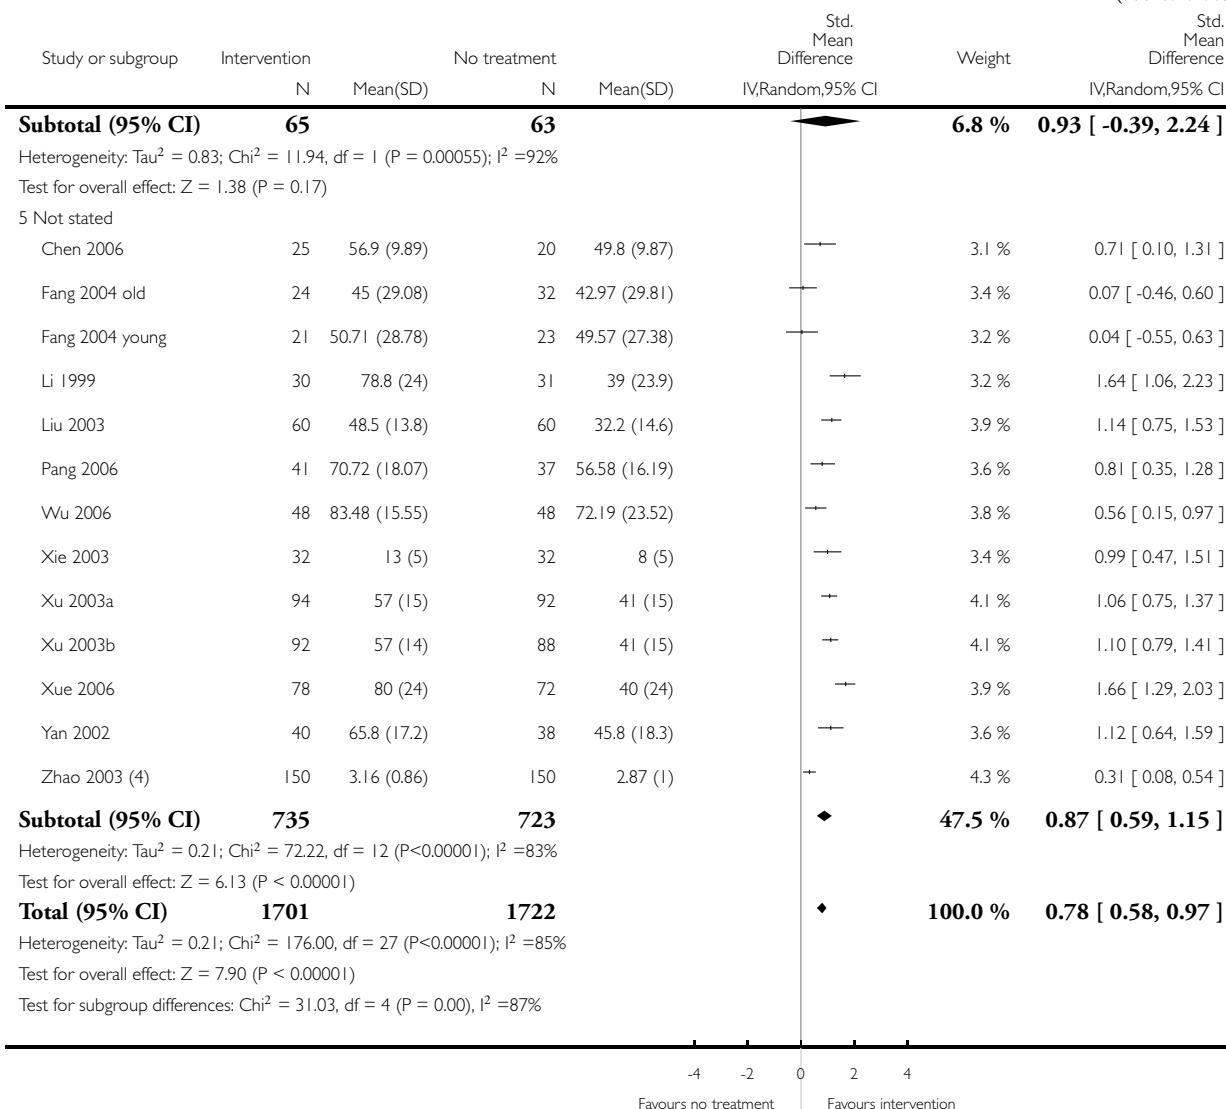 Study or subgroup Intervention No treatment Std. Mean Difference Weight Std. Mean Difference
N Mean(SD) N Mean(SD) IV,Random,95% CI IV,Random,95% CI
Subtotal (95% CI) 65 63 6.8 % 0.93 [ -0.39, 2.24 ]
Heterogeneity: Tau² = 0.83; Chi² = 11.94, df = 1 (P = 0.00055); I² =92%
Test for overall effect: Z = 1.38 (P = 0.17)
5 Not stated
Chen 2006 25 56.9 (9.89) 20 49.8 (9.87) 3.1 % 0.71 [ 0.10, 1.31 ]
Fang 2004 old 24 45 (29.08) 32 42.97 (29.81) 3.4 % 0.07 [ -0.46, 0.60 ]
Fang 2004 young 21 50.71 (28.78) 23 49.57 (27.38) 3.2 % 0.04 [ -0.55, 0.63 ]
Li 1999 30 78.8 (24) 31 39 (23.9) 3.2 % 1.64 [ 1.06, 2.23 ]
Liu 2003 60 48.5 (13.8) 60 32.2 (14.6) 3.9 % 1.14 [ 0.75, 1.53 ]
Pang 2006 41 70.72 (18.07) 37 56.58 (16.19) 3.6 % 0.81 [ 0.35, 1.28 ]
Wu 2006 48 83.48 (15.55) 48 72.19 (23.52) 3.8 % 0.56 [ 0.15, 0.97 ]
Xie 2003 32 13 (5) 32 8 (5) 3.4 % 0.99 [ 0.47, 1.51 ]
Xu 2003a 94 57 (15) 92 41 (15) 4.1 % 1.06 [ 0.75, 1.37 ]
Xu 2003b 92 57 (14) 88 41 (15) 4.1 % 1.10 [ 0.79, 1.41 ]
Xue 2006 78 80 (24) 72 40 (24) 3.9 % 1.66 [ 1.29, 2.03 ]
Yan 2002 40 65.8 (17.2) 38 45.8 (18.3) 3.6 % 1.12 [ 0.64, 1.59 ]
Zhao 2003 (4) 150 3.16 (0.86) 150 2.87 (1) 4.3 % 0.31 [ 0.08, 0.54 ]
Subtotal (95% CI) 735 723 47.5 % 0.87 [ 0.59, 1.15 ]
Heterogeneity: Tau² = 0.21; Chi² = 72.22, df = 12 (P<0.00001); I² =83%
Test for overall effect: Z = 6.13 (P < 0.00001)
Total (95% CI) 1701 1722 100.0 % 0.78 [ 0.58, 0.97 ]
Heterogeneity: Tau² = 0.21; Chi² = 176.00, df = 27 (P<0.00001); I² =85%
Test for overall effect: Z = 7.90 (P < 0.00001)
Test for subgroup differences: Chi² = 31.03, df = 4 (P = 0.00), I² =87%
-4 -2 0 2 4
Favours no treatment Favours intervention